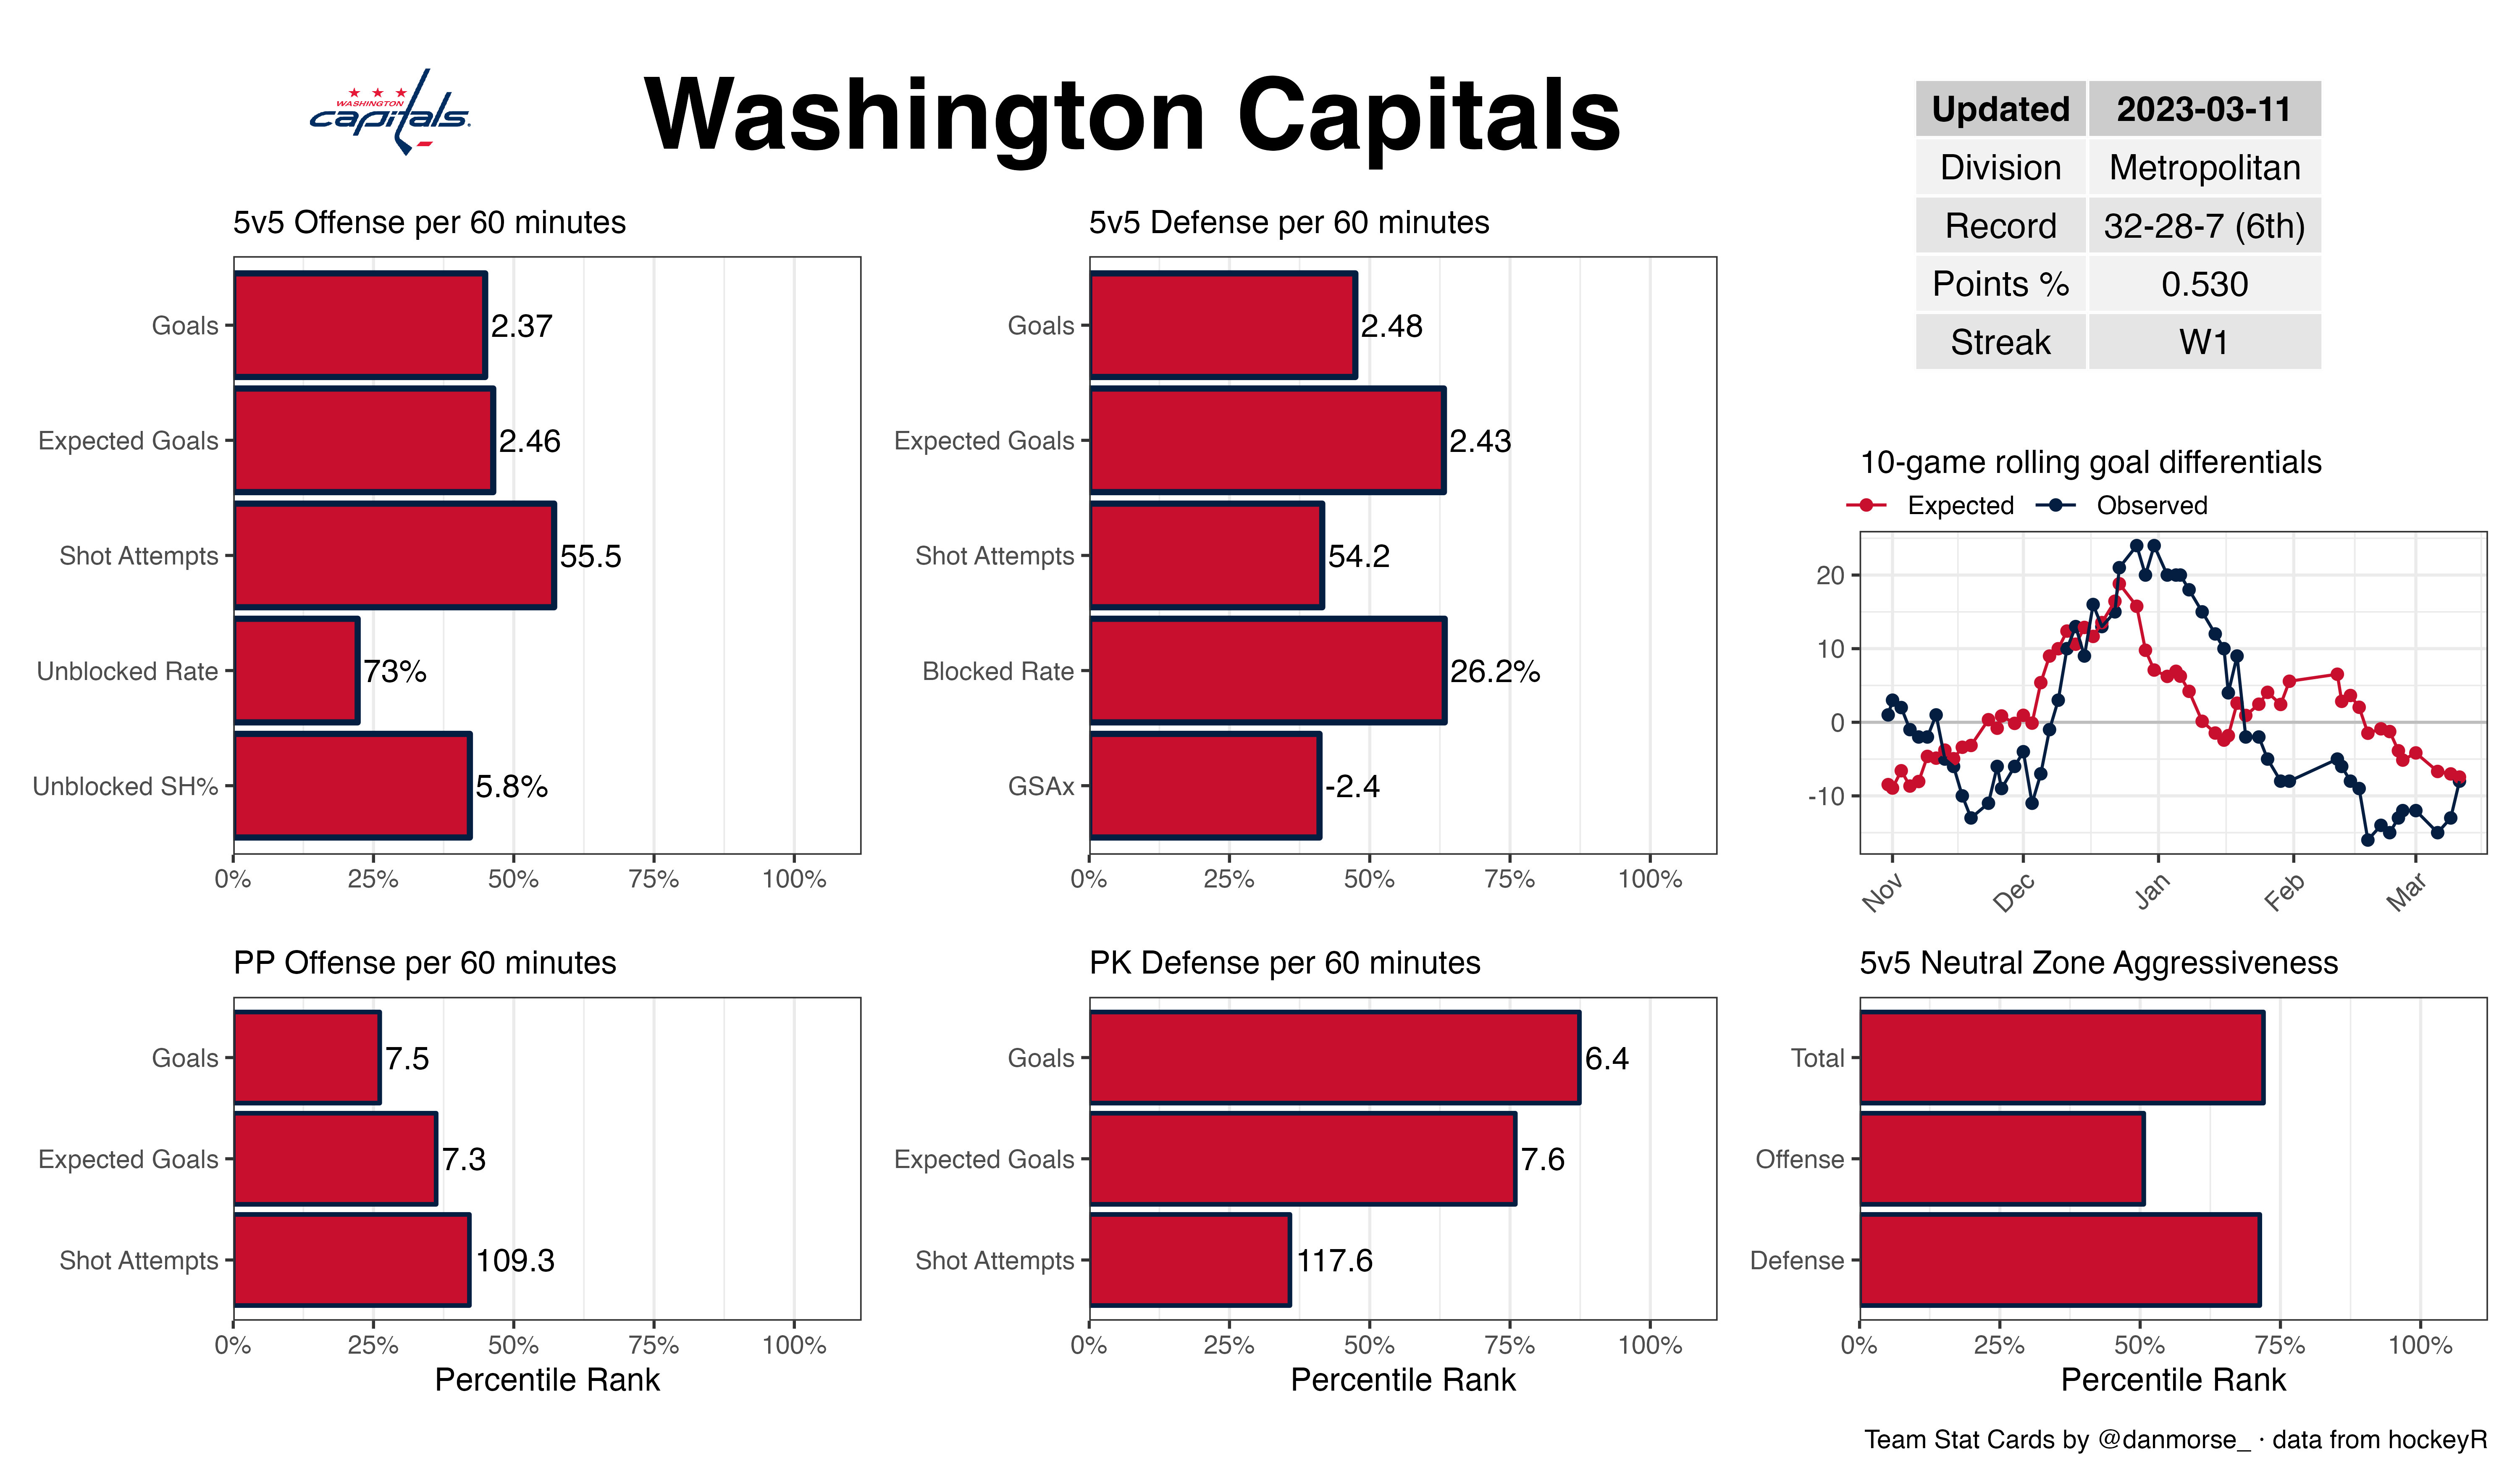 WASHINGTON
capitals.
Washington Capitals
Updated 2023-03-11
Division Metropolitan
Record 32-28-7 (6th)
Points % 0.530
Streak W1
5v5 Offense per 60 minutes
Goals 2.37
Expected Goals 2.46
Shot Attempts 55.5
Unblocked Rate 73%
Unblocked SH% 5.8%
0% 25% 50% 75% 100%
5v5 Defense per 60 minutes
Goals 2.48
Expected Goals 2.43
Shot Attempts 54.2
Blocked Rate 26.2%
GSAx -2.4
0% 25% 50% 75% 100%
10-game rolling goal differentials
Expected Observed
20
10
0
-10
Nov Dec Jan Feb Mar
PP Offense per 60 minutes
Goals 7.5
Expected Goals 7.3
Shot Attempts 109.3
0% 25% 50% 75% 100%
Percentile Rank
PK Defense per 60 minutes
Goals 6.4
Expected Goals 7.6
Shot Attempts 117.6
0% 25% 50% 75% 100%
Percentile Rank
5v5 Neutral Zone Aggressiveness
Total
Offense
Defense
0% 25% 50% 75% 100%
Percentile Rank
Team Stat Cards by @danmorse_ · data from hockeyR